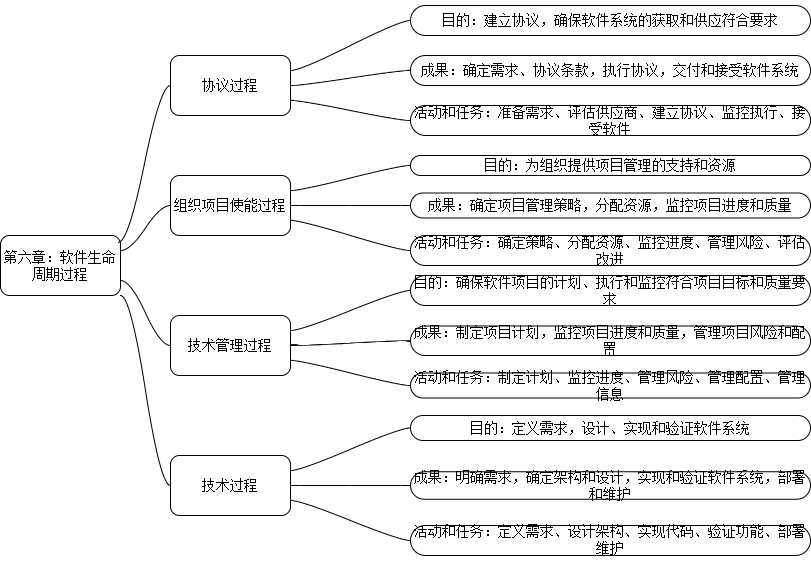 第六章：软件生命
周期过程
协议过程
目的：建立协议，确保软件系统的获取和供应符合要求
成果：确定需求、协议条款，执行协议，交付和接受软件系统
活动和任务：准备需求、评估供应商、建立协议、监控执行、接
受软件
组织项目使能过程
目的：为组织提供项目管理的支持和资源
成果：确定项目管理策略，分配资源，监控项目进度和质量
活动和任务：确定策略、分配资源、监控进度、管理风险、评估
改进
技术管理过程
目的：确保软件项目的计划、执行和监控符合项目目标和质量要
求
成果：制定项目计划，监控项目进度和质量，管理项目风险和配
置
活动和任务：制定计划、监控进度、管理风险、管理配置、管理
信息
技术过程
目的：定义需求，设计、实现和验证软件系统
成果：明确需求，确定架构和设计，实现和验证软件系统，部署
和维护
活动和任务：定义需求、设计架构、实现代码、验证功能、部署
维护